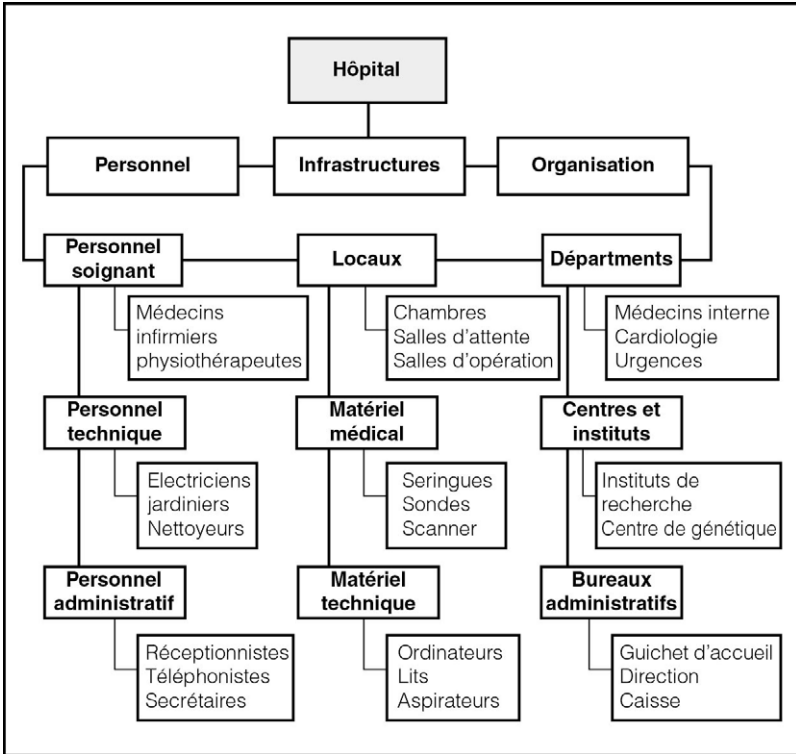 Hôpital
Personnel
Infrastructures
Organisation
Personnel
soignant
Locaux
Départments
Médecins
infirmiers
physiothérapeutes
Chambres
Salles d'attente
Salles d'opération
Médecins interne
Cardiologie
Urgences
Personnel
technique
Matériel
médical
Centres et
instituts
Electriciens
jardiniers
Nettoyeurs
Seringues
Sondes
Scanner
Instituts de
recherche
Centre de génétique
Personnel
administratif
Matériel
technique
Bureaux
administratifs
Réceptionnistes
Téléphonistes
Secrétaires
Ordinateurs
Lits
Aspirateurs
Guichet d'accueil
Direction
Caisse